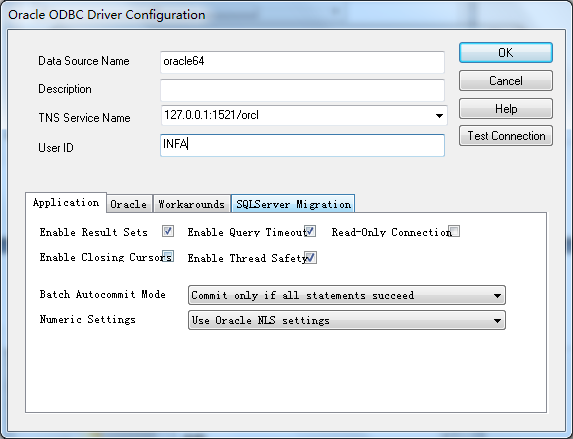 Oracle ODBC Driver Configuration
Data Source Name oracle64 OK
Description Cancel
TNS Service Name 127.0.0.1:1521/orcl Help
User ID INFA Test Connection
Application Oracle Workarounds SQLServer Migration
Enable Result Sets Enable Query Timeout Read-Only Connection
Enable Closing Cursors Enable Thread Safety
Batch Autocommit Mode Commit only if all statements succeed
Numeric Settings Use Oracle NLS settings